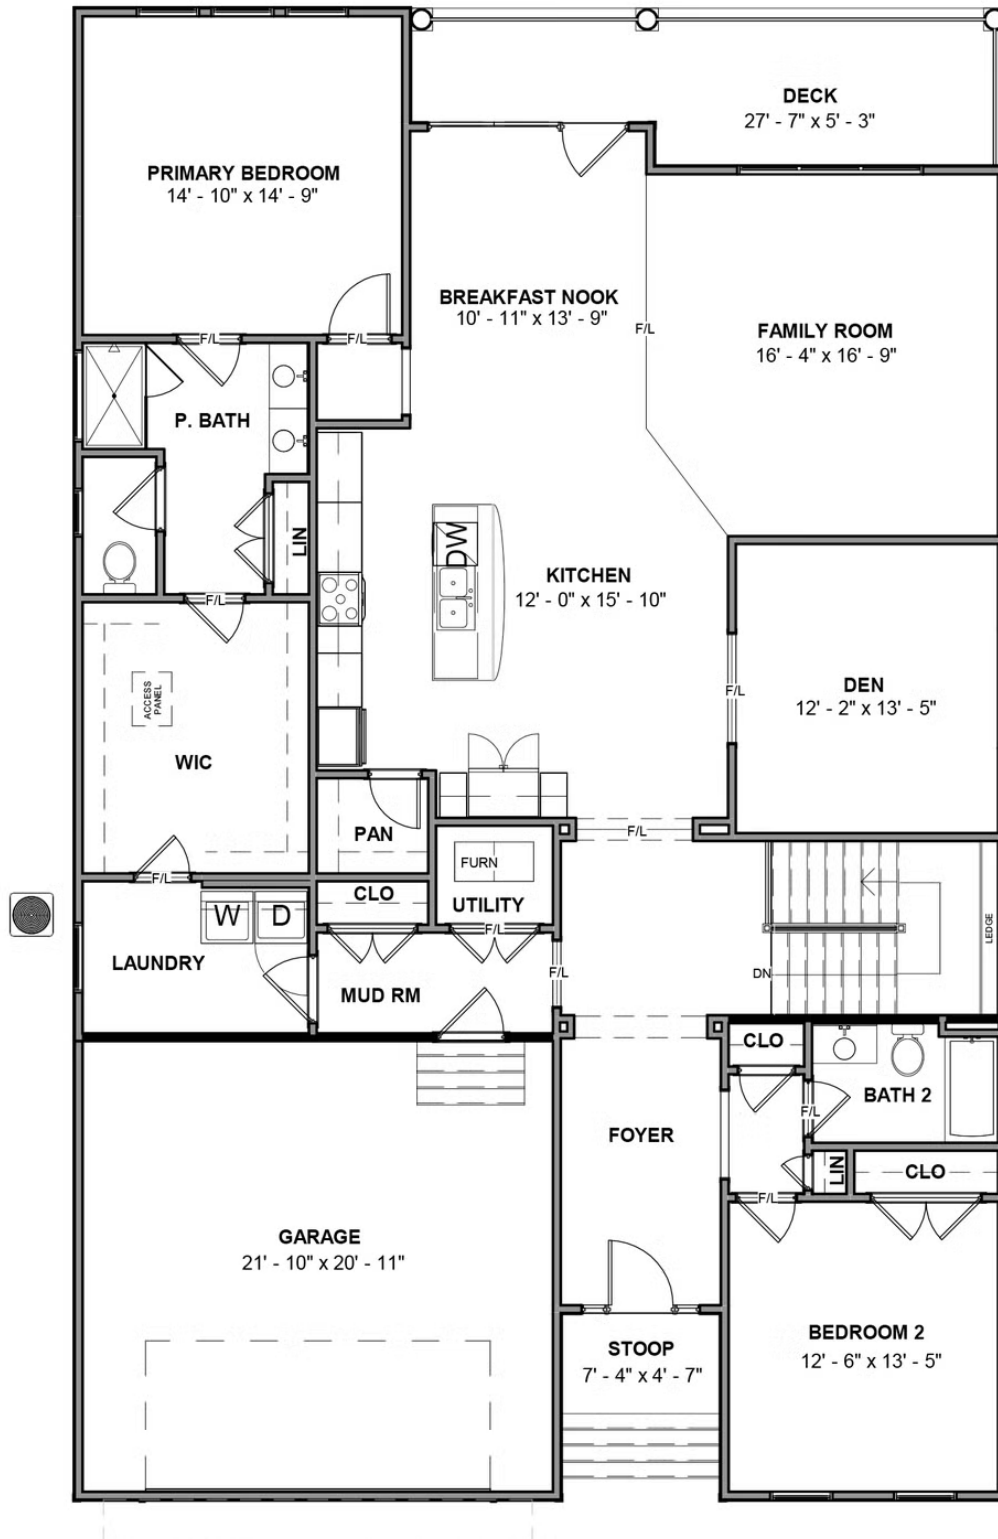 DECK
27' - 7" x 5' - 3"
PRIMARY BEDROOM
14' - 10" x 14' - 9"
BREAKFAST NOOK
10' - 11" x 13' - 9"
F/L
FAMILY ROOM
16' - 4" x 16' - 9"
F/L
F/L
P. BATH
LIN
DW
KITCHEN
12' - 0" x 15' - 10"
F/L
ACCESS
PANEL
WIC
F/L
DEN
12' - 2" x 13' - 5"
PAN
F/L
FURN
UTILITY
F/L
CLO
F/L
W
D
LAUNDRY
MUD RM
F/L
DN
LEDGE
CLO
BATH 2
F/L
FOYER
LIN
CLO
F/L
GARAGE
21' - 10" x 20' - 11"
STOOP
7' - 4" x 4' - 7"
BEDROOM 2
12' - 6" x 13' - 5"